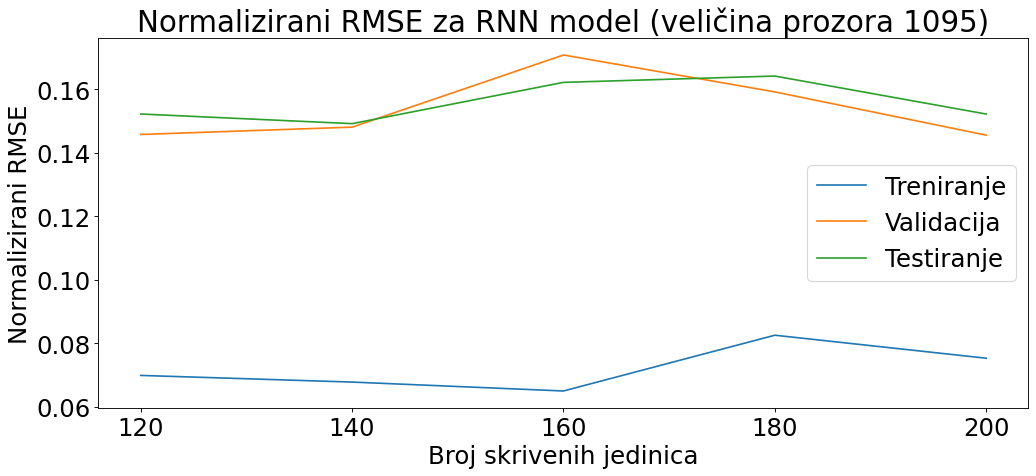 Normalizirani RMSE za RNN model (veličina prozora 1095)
Normalizirani RMSE
0.16
0.14
0.12
0.10
0.08
0.06
Treniranje
Validacija
Testiranje
120 140 160 180 200
Broj skrivenih jedinica